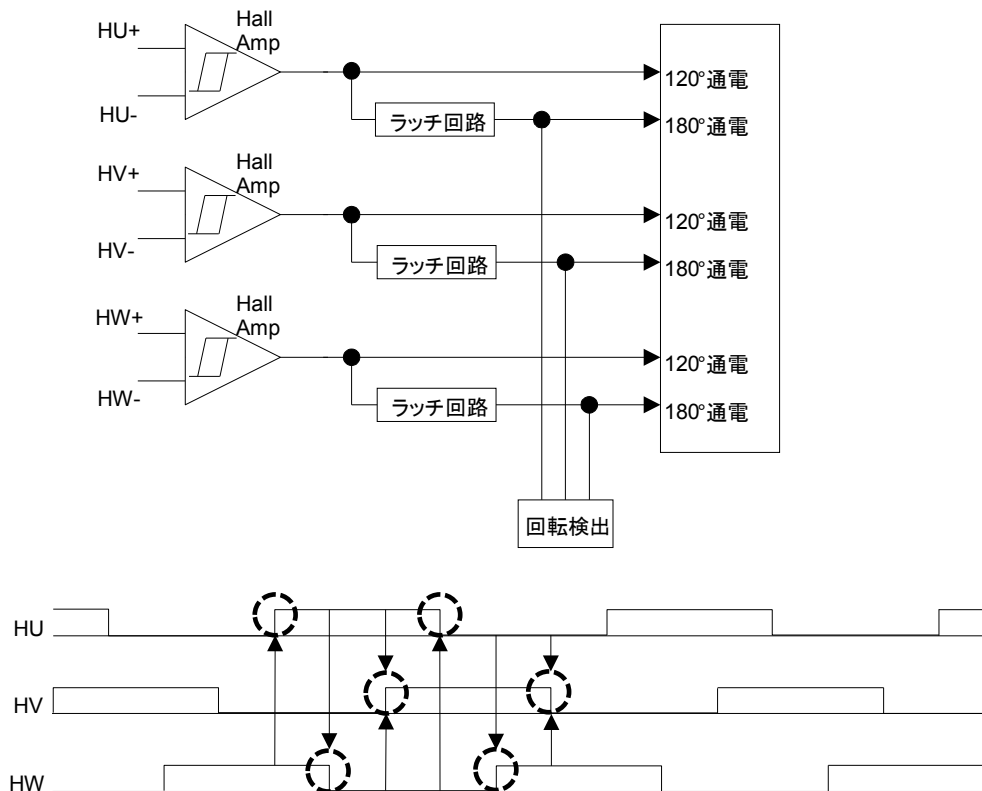 HU+
Hall
Amp
HU-
120°通電
ラッチ回路
180°通電
HV+
Hall
Amp
HV-
120°通電
ラッチ回路
180°通電
HW+
Hall
Amp
HW-
120°通電
ラッチ回路
180°通電
回転検出
HU
HV
HW